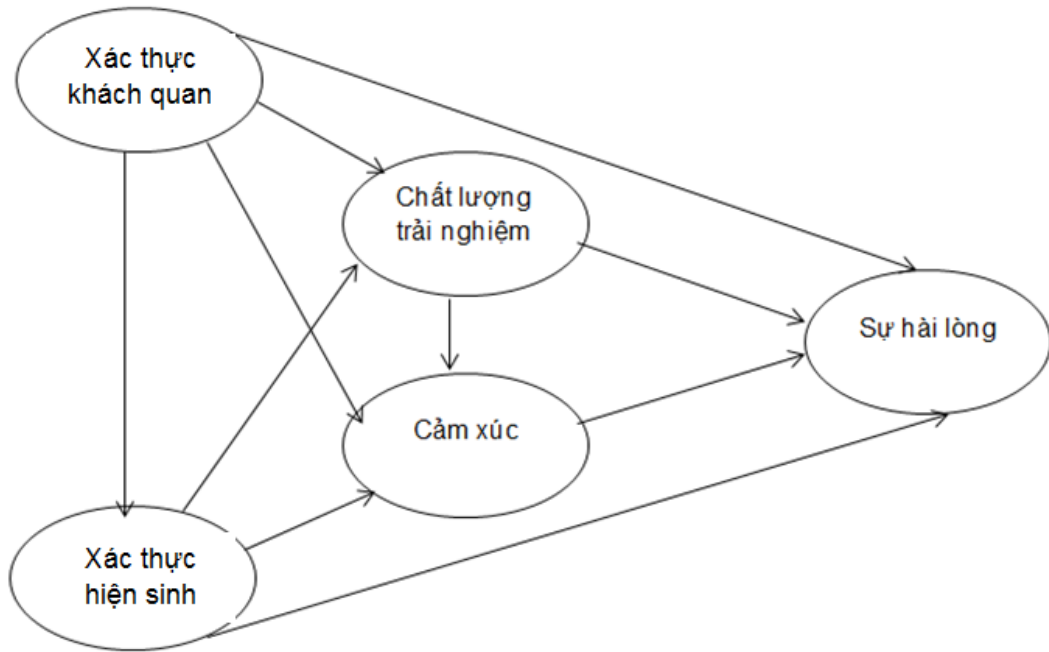 Xác thực
khách quan
Chất lượng
trải nghiệm
Sự hài lòng
Cảm xúc
Xác thực
hiện sinh